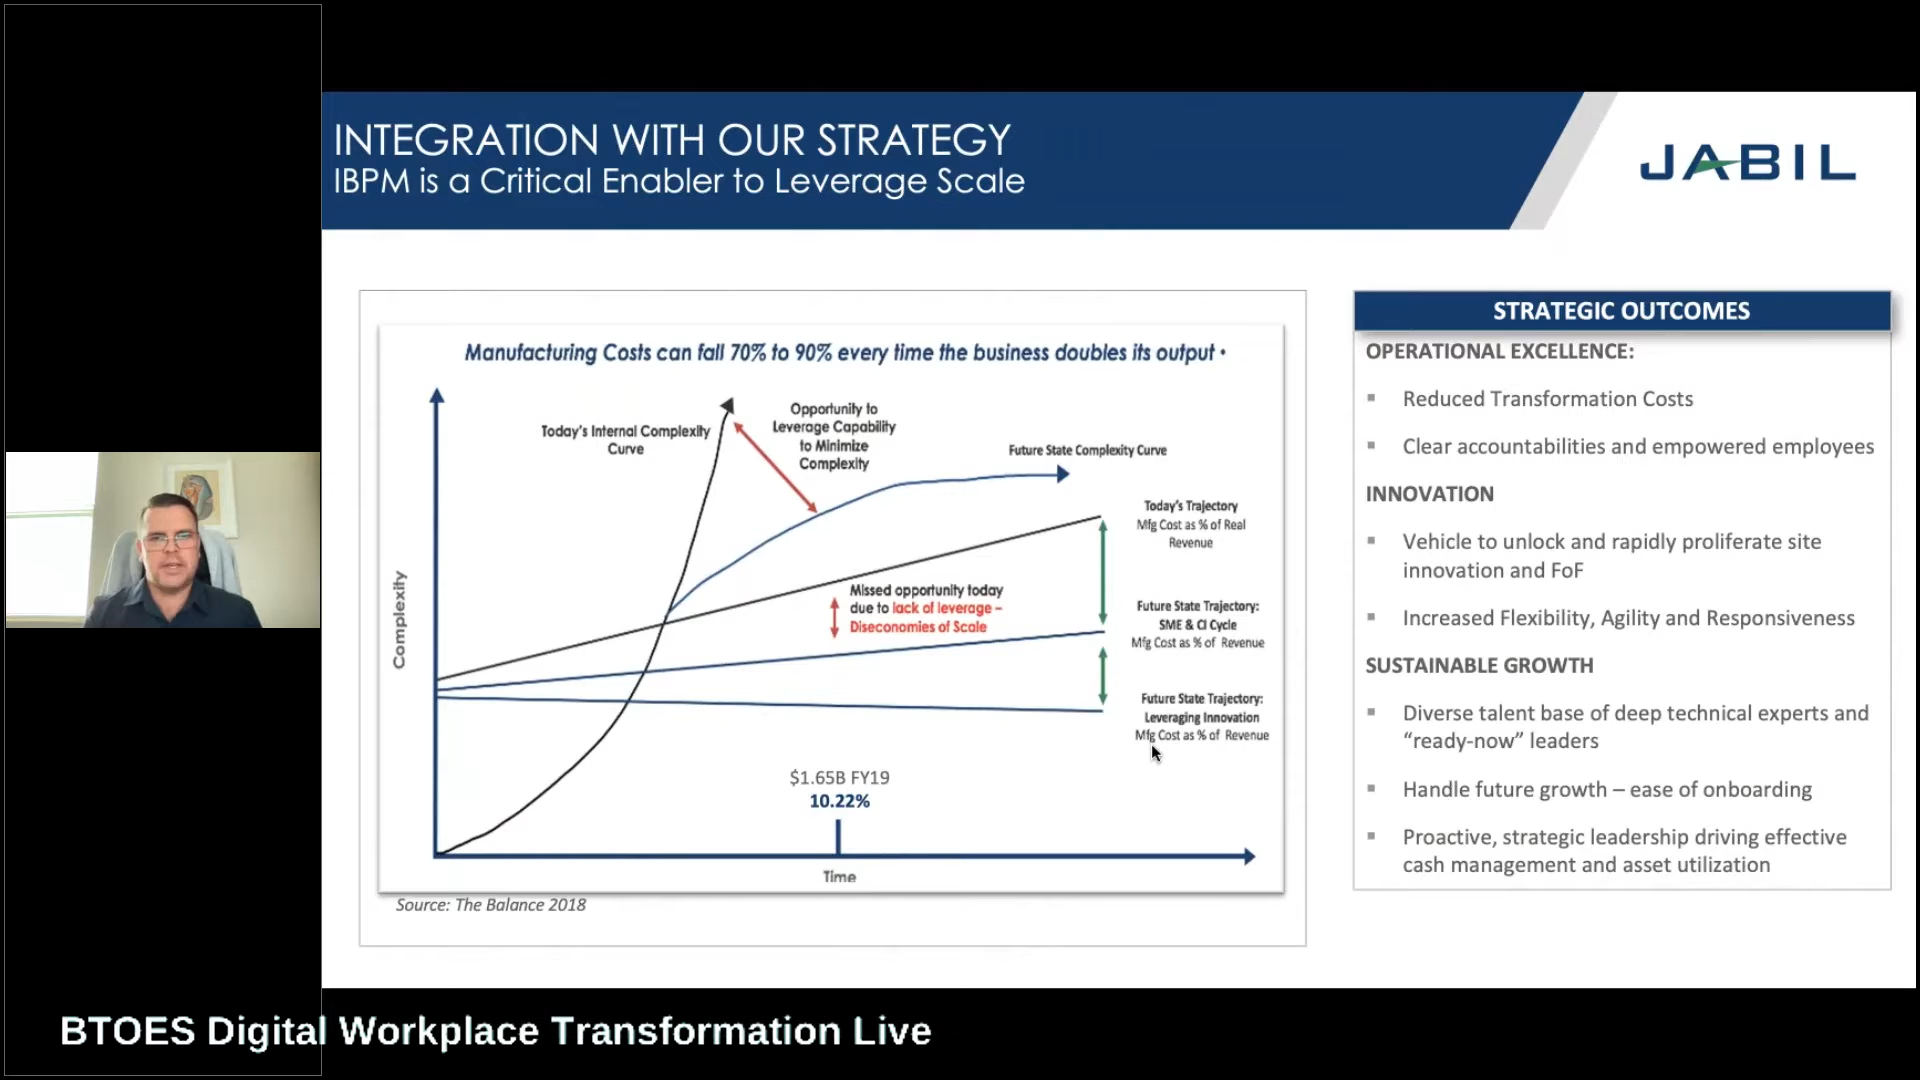 INTEGRATION WITH OUR STRATEGY
IBPM is a Critical Enabler to Leverage Scale
JABIL
Manufacturing Costs can fall 70% to 90% every time the business doubles its output •
Today's Internal Complexity
Curve
Opportunity to
Leverage Capability
to Minimize
Complexity
Future State Complexity Curve
Today's Trajectory
Mfg Cost as % of Real
Revenue
Missed opportunity today
due to lack of leverage –
Diseconomies of Scale
Future State Trajectory:
SME & CI Cycle
Mfg Cost as % of Revenue
Future State Trajectory:
Leveraging Innovation
Mfg Cost as % of Revenue
Complexity
$1.65B FY19
10.22%
Time
Source: The Balance 2018
STRATEGIC OUTCOMES
OPERATIONAL EXCELLENCE:
▪ Reduced Transformation Costs
▪ Clear accountabilities and empowered employees
INNOVATION
▪ Vehicle to unlock and rapidly proliferate site
innovation and FoF
▪ Increased Flexibility, Agility and Responsiveness
SUSTAINABLE GROWTH
▪ Diverse talent base of deep technical experts and
“ready-now” leaders
▪ Handle future growth – ease of onboarding
▪ Proactive, strategic leadership driving effective
cash management and asset utilization
BTOES Digital Workplace Transformation Live